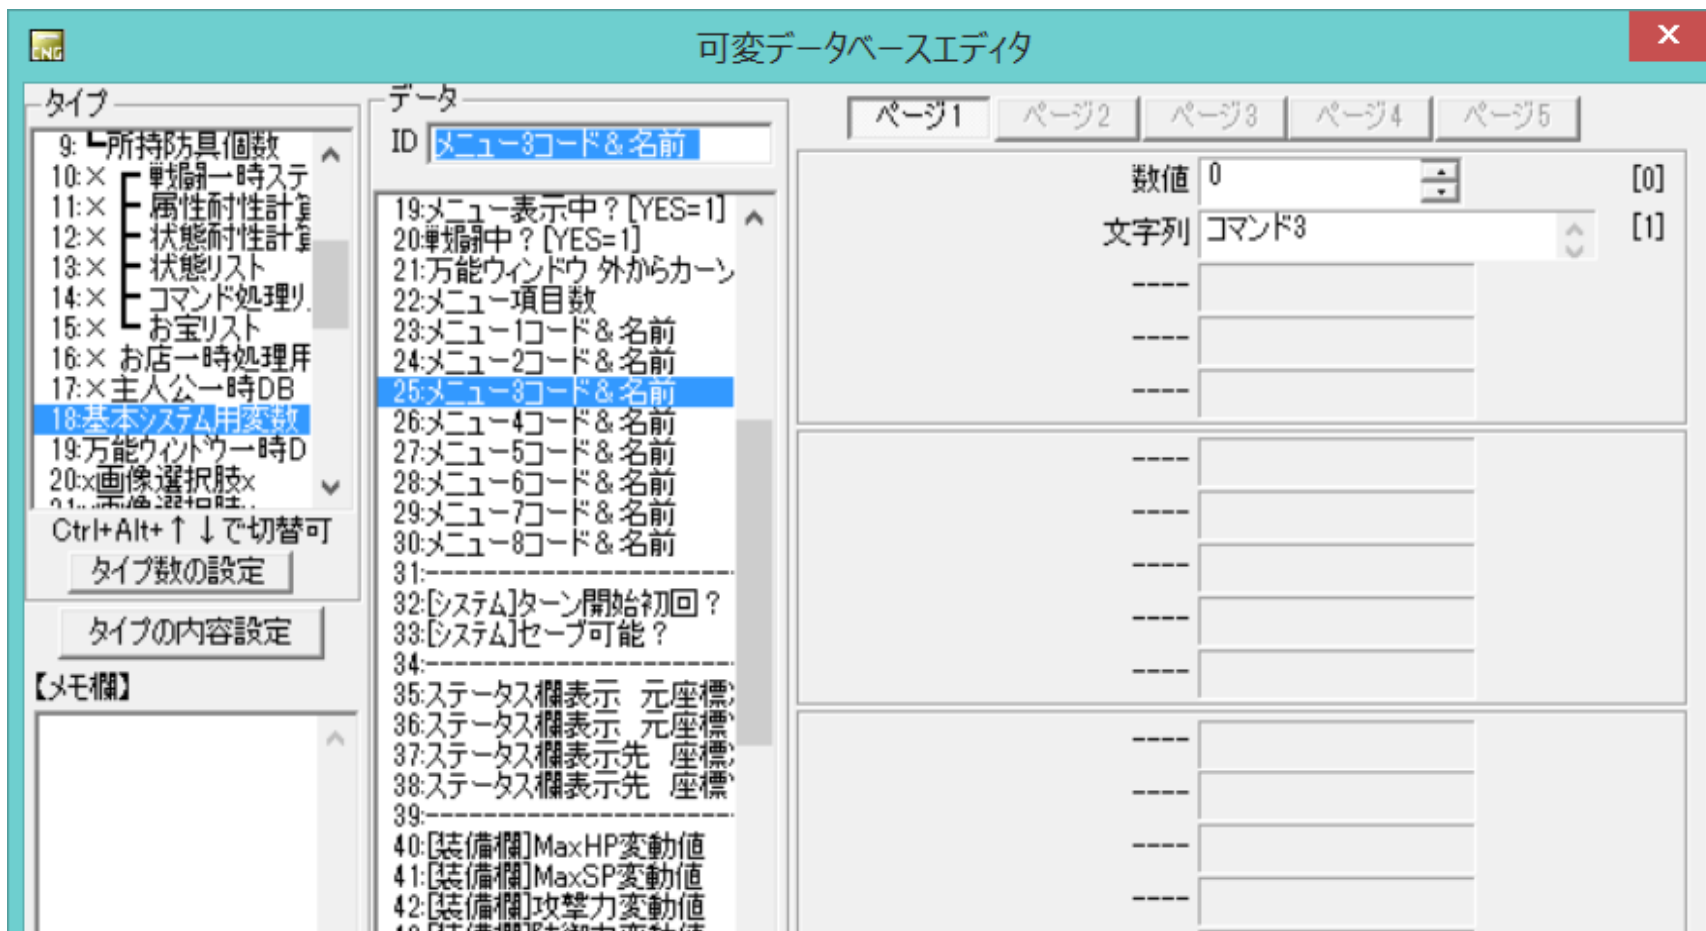 可変データベースエディタ
タイプ
9:┗所持防具個数
10:× ┏ 戦闘一時ステ
11:× ┣ 属性耐性計算
12:× ┣ 状態耐性計算
13:× ┣ 状態リスト
14:× ┣ コマンド処理リ
15:× ┗ お宝リスト
16:× お店一時処理用
17:×主人公一時DB
18:基本システム用変数
19:万能ウィンドウ一時D
20:x画像選択肢x
Ctrl+Alt+↑↓で切替可
タイプ数の設定
タイプの内容設定
【メモ欄】
データ
ID メニュー3コード&名前
19:メニュー表示中?[YES=1]
20:戦闘中?[YES=1]
21:万能ウィンドウ 外からカーソ
22:メニュー項目数
23:メニュー1コード&名前
24:メニュー2コード&名前
25:メニュー3コード&名前
26:メニュー4コード&名前
27:メニュー5コード&名前
28:メニュー6コード&名前
29:メニュー7コード&名前
30:メニュー8コード&名前
31:----------------------
32:[システム]ターン開始初回?
33:[システム]セーブ可能?
34:----------------------
35:ステータス欄表示 元座標
36:ステータス欄表示 元座標
37:ステータス欄表示先 座標
38:ステータス欄表示先 座標
39:----------------------
40:[装備欄]MaxHP変動値
41:[装備欄]MaxSP変動値
42:[装備欄]攻撃力変動値
ページ1 ページ2 ページ3 ページ4 ページ5
数値 0 [0]
文字列 コマンド3 [1]
----
----
----
----
----
----
----
----
----
----
----
----